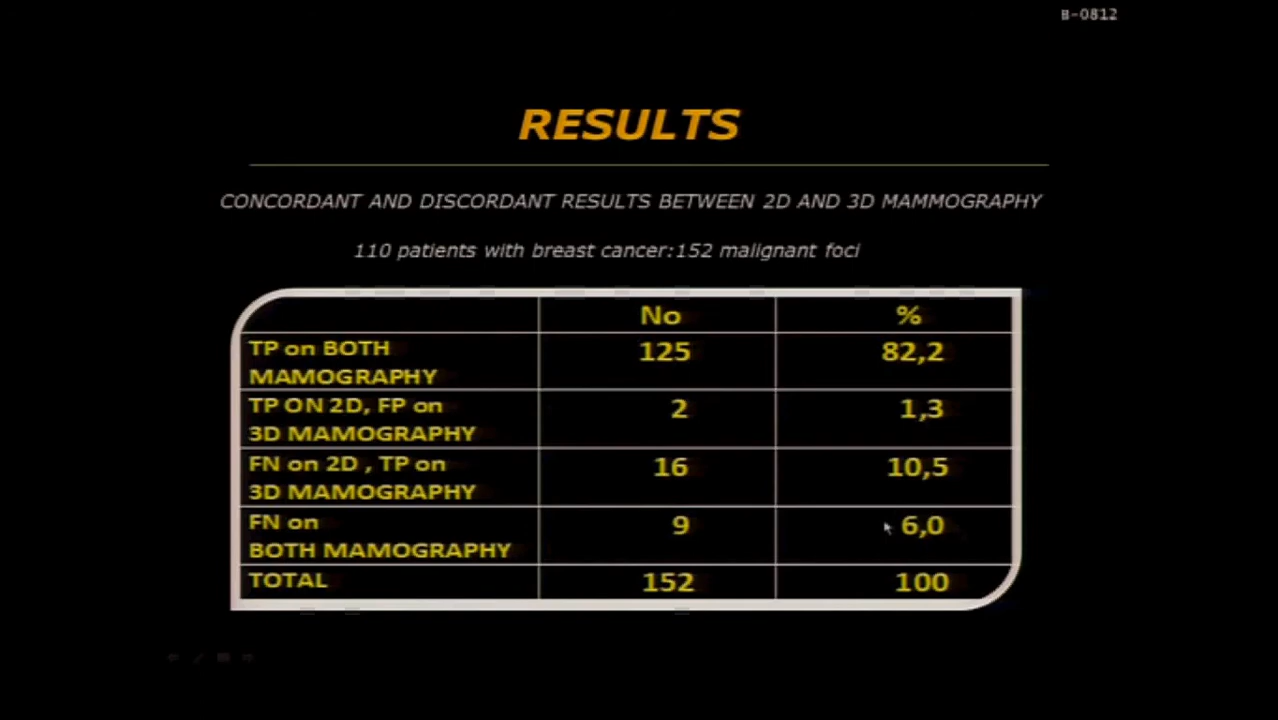 B-0812
RESULTS
CONCORDANT AND DISCORDANT RESULTS BETWEEN 2D AND 3D MAMMOGRAPHY
110 patients with breast cancer:152 malignant foci
No %
TP on BOTH
MAMOGRAPHY 125 82,2
TP ON 2D, FP on
3D MAMOGRAPHY 2 1,3
FN on 2D , TP on
3D MAMOGRAPHY 16 10,5
FN on
BOTH MAMOGRAPHY 9 6,0
TOTAL 152 100